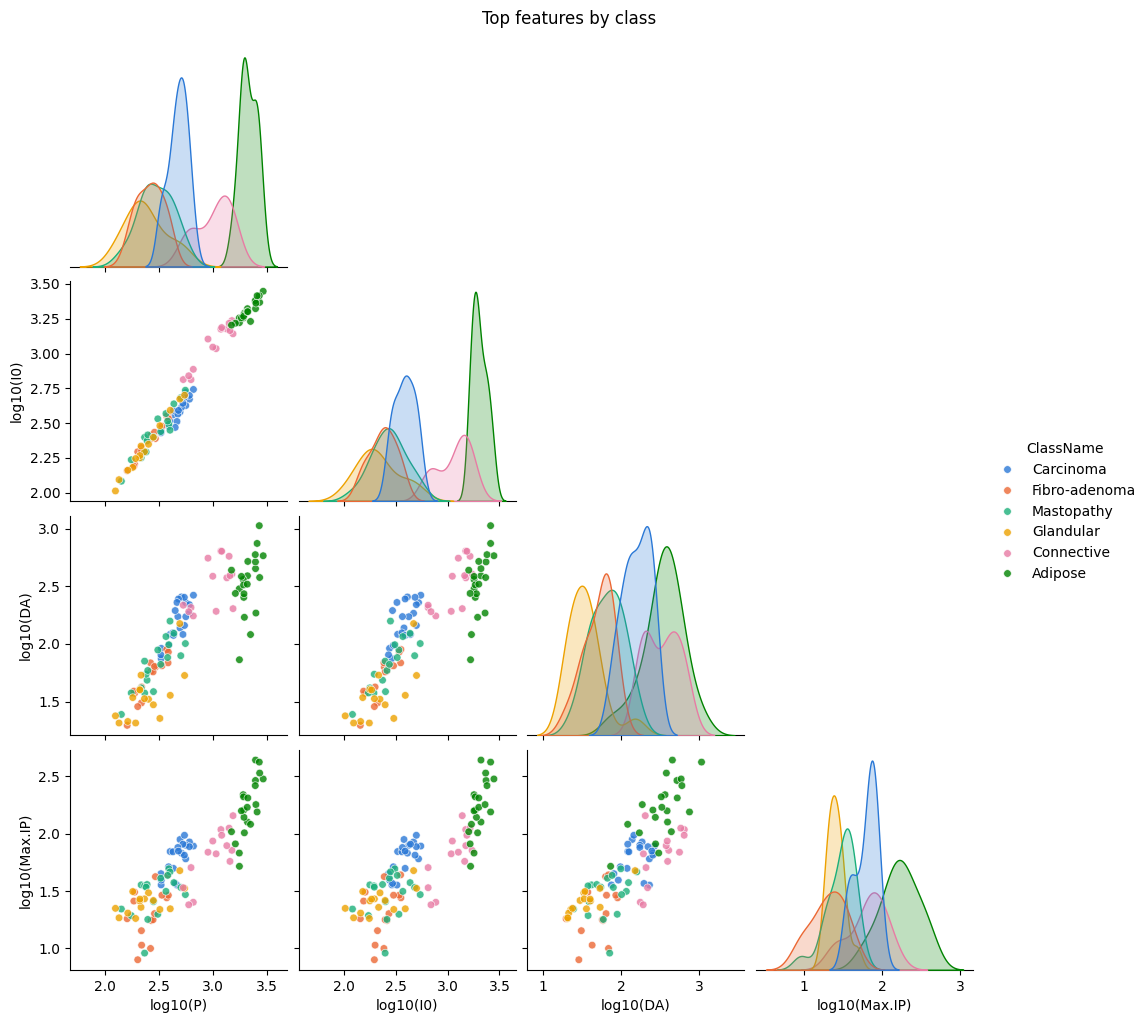 Top features by class
3.50
3.25
3.00
2.75
2.50
2.25
2.00
log10(I0)
ClassName
Carcinoma
Fibro-adenoma
Mastopathy
Glandular
Connective
Adipose
3.0
2.5
2.0
1.5
log10(DA)
2.5
2.0
1.5
1.0
log10(Max.IP)
2.0 2.5 3.0 3.5 2.0 2.5 3.0 3.5 1 2 3 1 2 3
log10(P) log10(I0) log10(DA) log10(Max.IP)